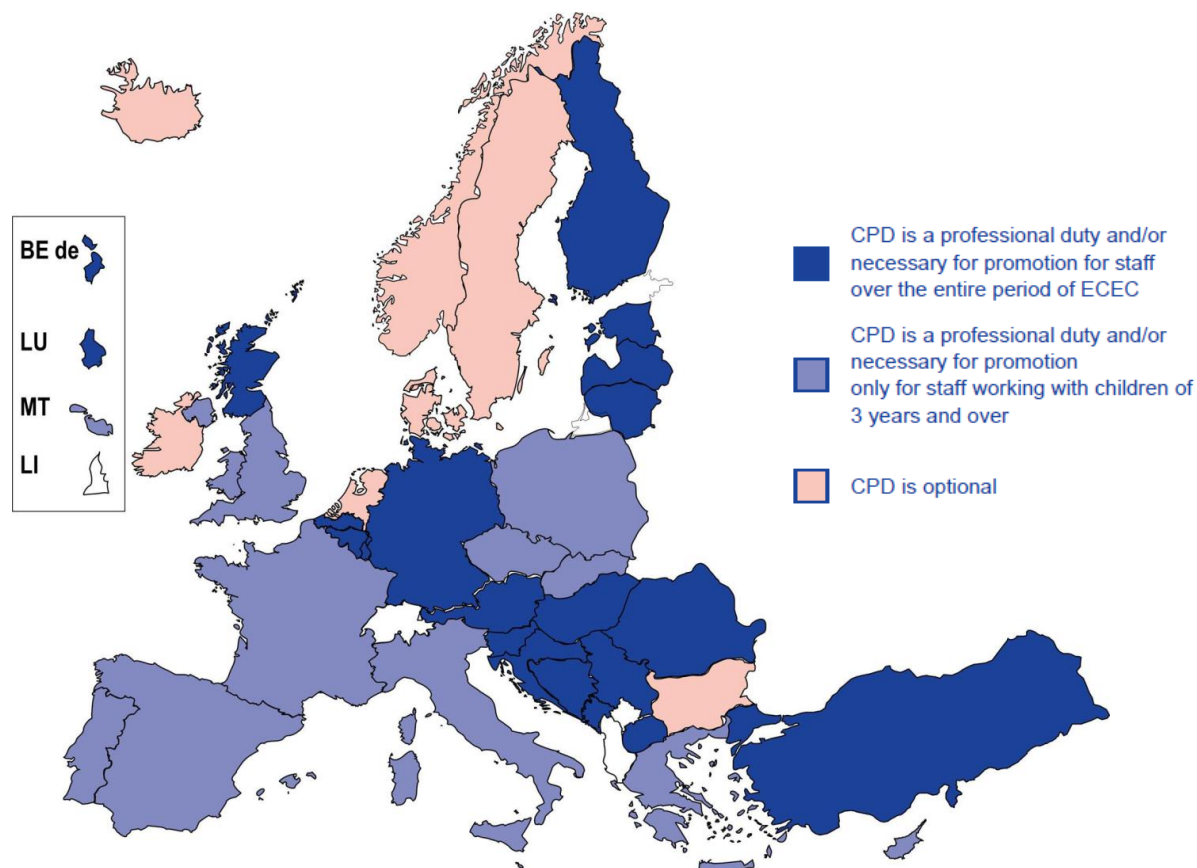 BE de
LU
MT
LI
CPD is a professional duty and/or
necessary for promotion for staff
over the entire period of ECEC
CPD is a professional duty and/or
necessary for promotion
only for staff working with children of
3 years and over
CPD is optional